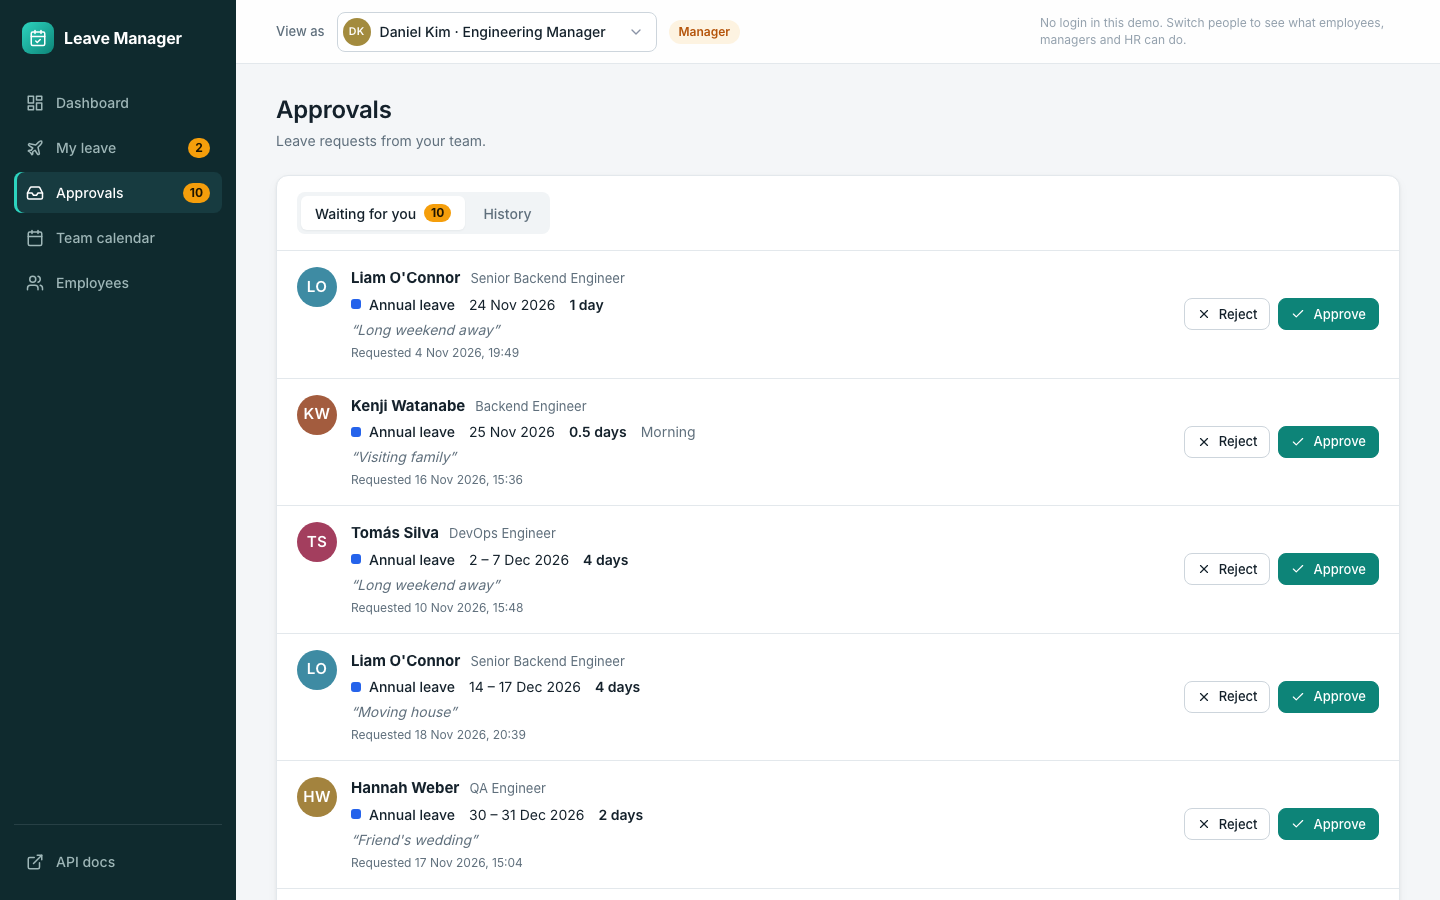 Leave Manager
Dashboard
My leave 2
Approvals 10
Team calendar
Employees
API docs
View as DK Daniel Kim · Engineering Manager Manager
No login in this demo. Switch people to see what employees,
managers and HR can do.
Approvals
Leave requests from your team.
Waiting for you 10 History
LO Liam O'Connor Senior Backend Engineer
Annual leave 24 Nov 2026 1 day
“Long weekend away”
Requested 4 Nov 2026, 19:49
Reject Approve
KW Kenji Watanabe Backend Engineer
Annual leave 25 Nov 2026 0.5 days Morning
“Visiting family”
Requested 16 Nov 2026, 15:36
Reject Approve
TS Tomás Silva DevOps Engineer
Annual leave 2 – 7 Dec 2026 4 days
“Long weekend away”
Requested 10 Nov 2026, 15:48
Reject Approve
LO Liam O'Connor Senior Backend Engineer
Annual leave 14 – 17 Dec 2026 4 days
“Moving house”
Requested 18 Nov 2026, 20:39
Reject Approve
HW Hannah Weber QA Engineer
Annual leave 30 – 31 Dec 2026 2 days
“Friend's wedding”
Requested 17 Nov 2026, 15:04
Reject Approve